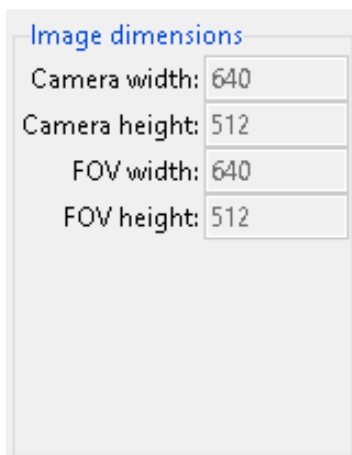 Image dimensions
Camera width: 640
Camera height: 512
FOV width: 640
FOV height: 512